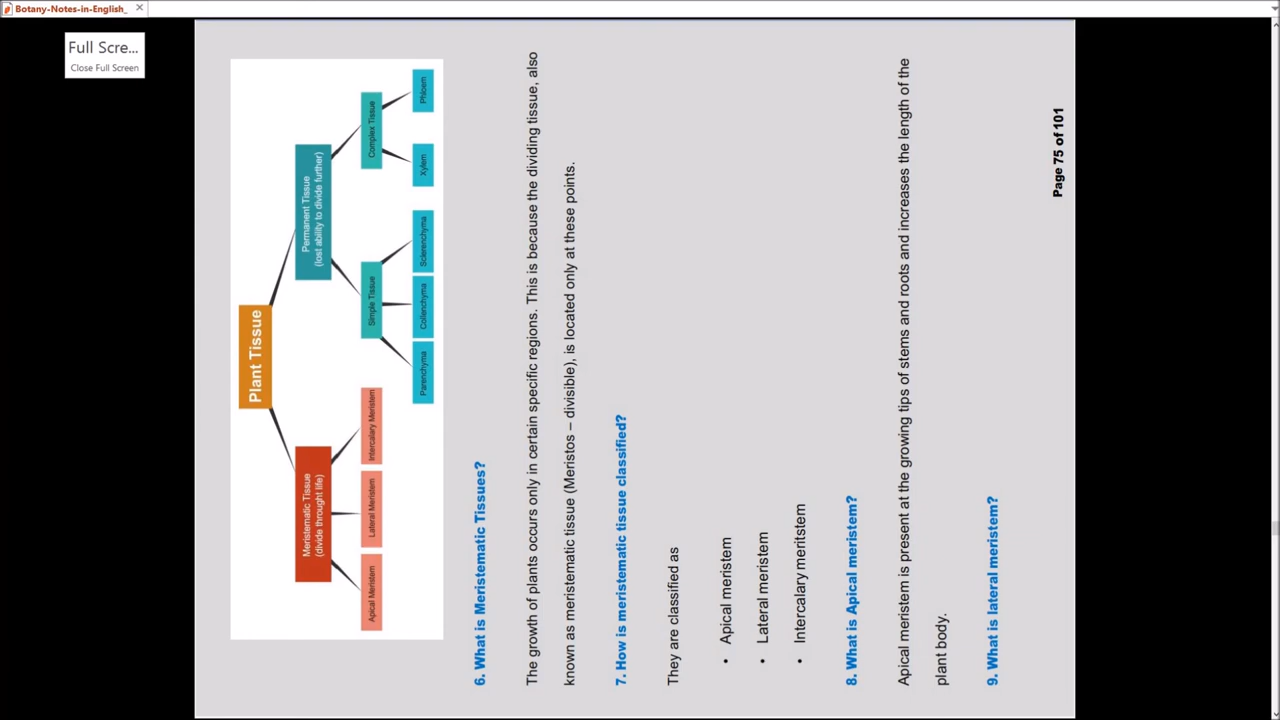 Botany-Notes-in-English_
Full Scre...
Close Full Screen
Plant Tissue
Meristematic Tissue
(divide throught life)
Permanent Tissue
(lost ability to divide further)
Apical Meristem
Lateral Meristem
Intercalary Meristem
Simple Tissue
Complex Tissue
Parenchyma
Collenchyma
Sclerenchyma
Xylem
Phloem
6. What is Meristematic Tissues?
The growth of plants occurs only in certain specific regions. This is because the dividing tissue, also
known as meristematic tissue (Meristos – divisible), is located only at these points.
7. How is meristematic tissue classified?
They are classified as
• Apical meristem
• Lateral meristem
• Intercalary meritstem
8. What is Apical meristem?
Apical meristem is present at the growing tips of stems and roots and increases the length of the
plant body.
9. What is lateral meristem?
Page 75 of 101